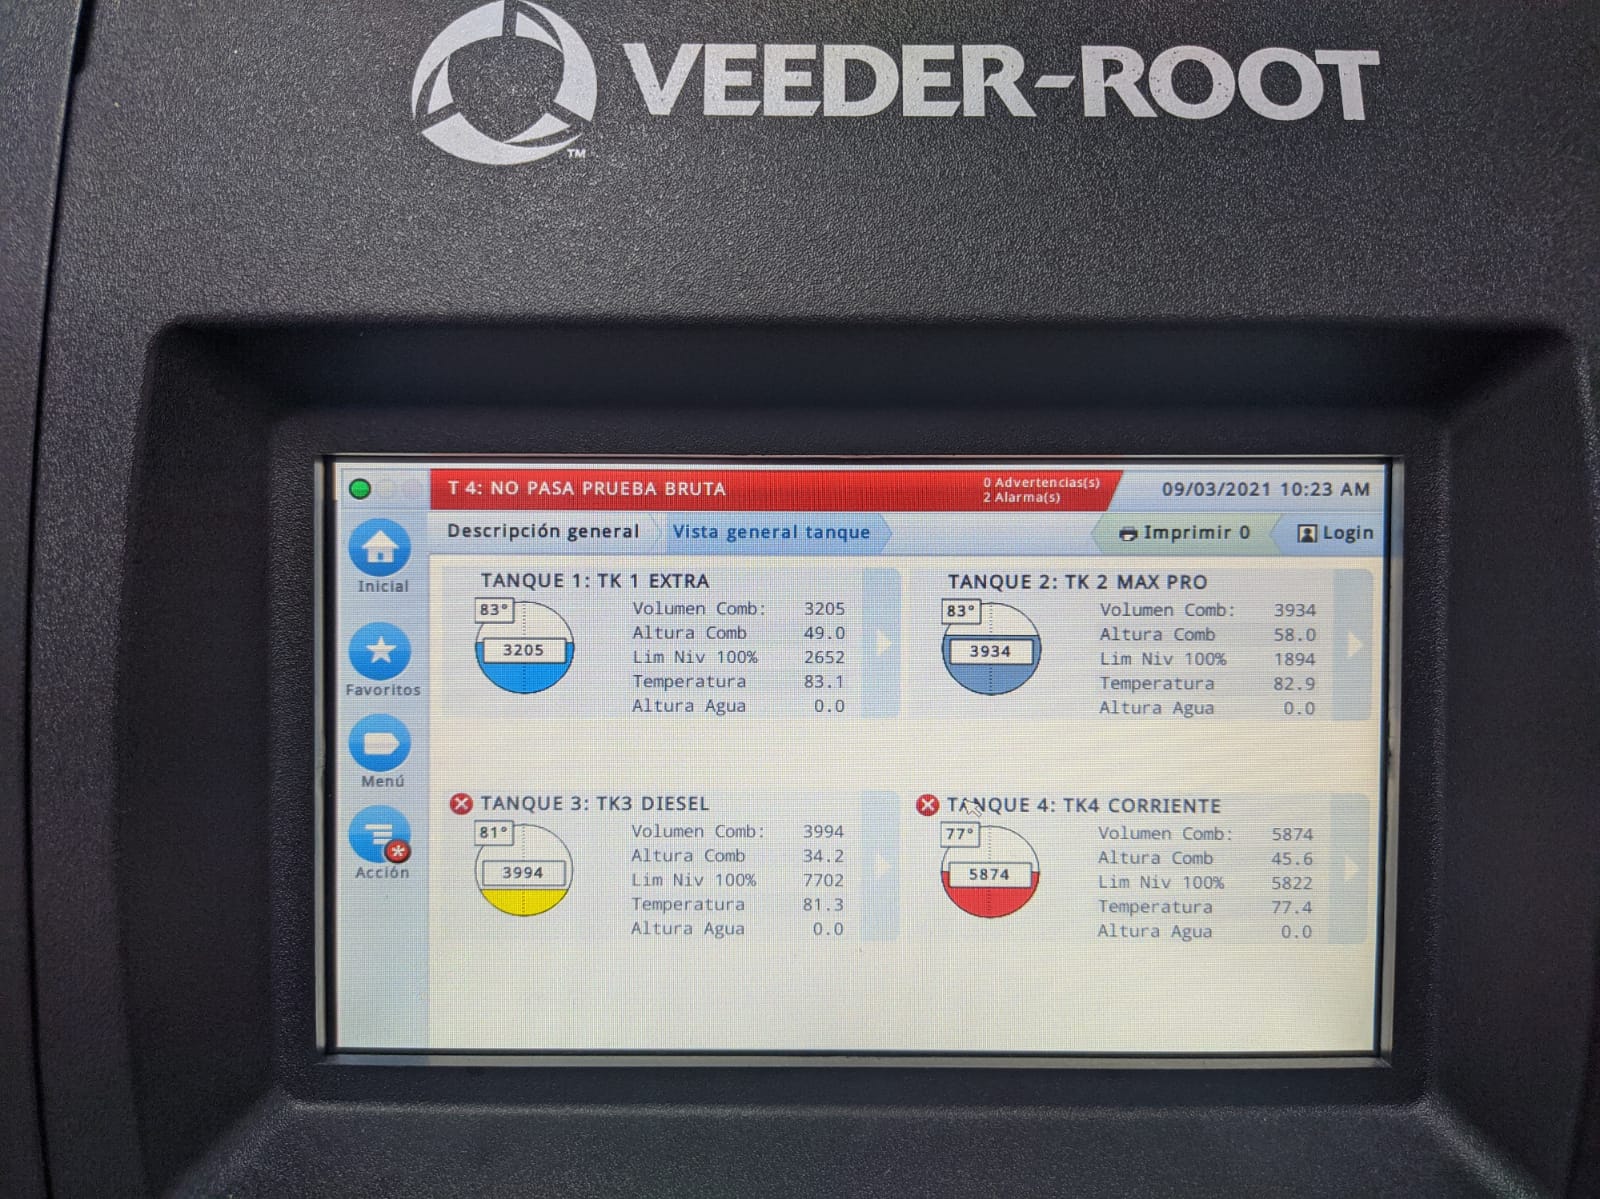 VEEDER-ROOT
TM
T 4: NO PASA PRUEBA BRUTA
0 Advertencias(s)
2 Alarma(s)
09/03/2021 10:23 AM
Descripción general
Vista general tanque
Imprimir 0
Login
Inicial
Favoritos
Menú
Acción
TANQUE 1: TK 1 EXTRA
83°
3205
Volumen Comb: 3205
Altura Comb 49.0
Lim Niv 100% 2652
Temperatura 83.1
Altura Agua 0.0
TANQUE 2: TK 2 MAX PRO
83°
3934
Volumen Comb: 3934
Altura Comb 58.0
Lim Niv 100% 1894
Temperatura 82.9
Altura Agua 0.0
TANQUE 3: TK3 DIESEL
81°
3994
Volumen Comb: 3994
Altura Comb 34.2
Lim Niv 100% 7702
Temperatura 81.3
Altura Agua 0.0
TANQUE 4: TK4 CORRIENTE
77°
5874
Volumen Comb: 5874
Altura Comb 45.6
Lim Niv 100% 5822
Temperatura 77.4
Altura Agua 0.0